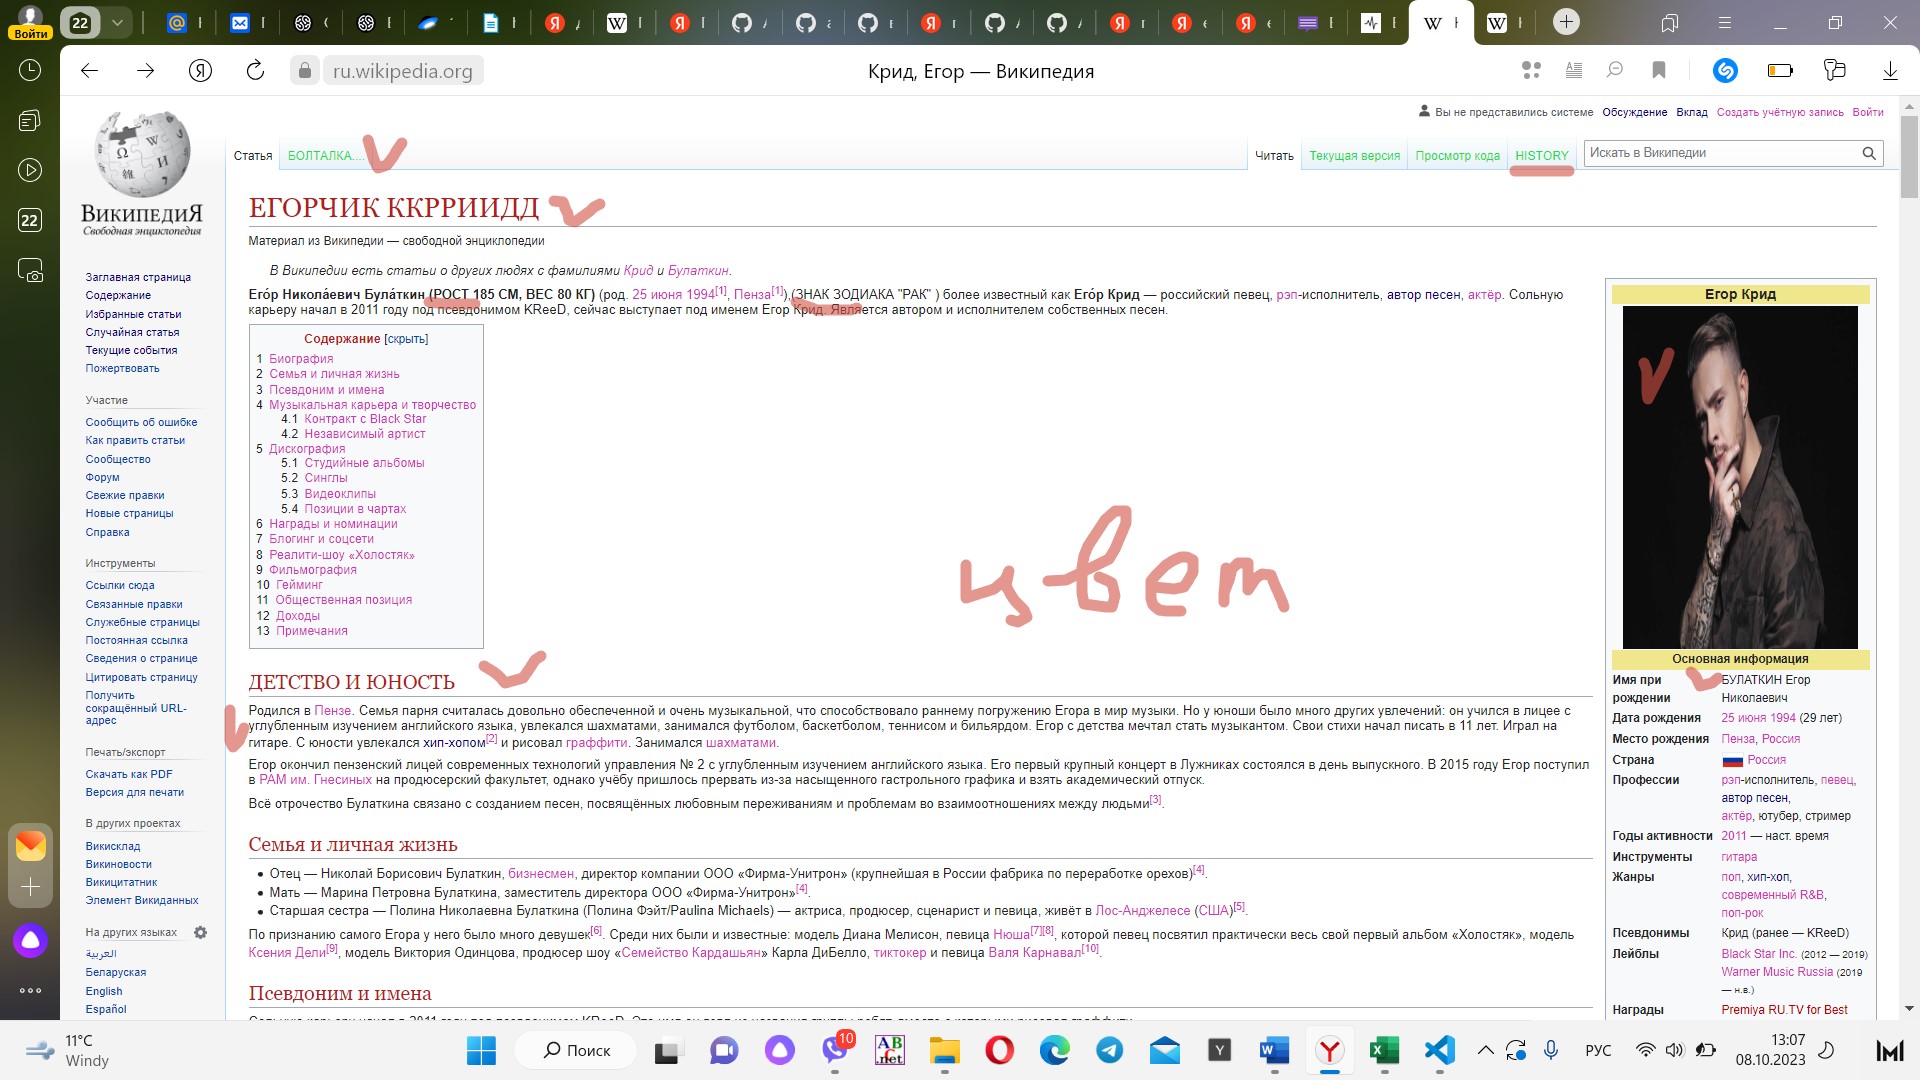 Войти
22
ru.wikipedia.org
Крид, Егор — Википедия
22
Вы не представились системе Обсуждение Вклад Создать учётную запись Войти
Статья БОЛТАЛКА....
Читать Текущая версия Просмотр кода HISTORY Искать в Википедии
ВИКИПЕДИЯ
Свободная энциклопедия
Заглавная страница
Содержание
Избранные статьи
Случайная статья
Текущие события
Пожертвовать
Участие
Сообщить об ошибке
Как править статьи
Сообщество
Форум
Свежие правки
Новые страницы
Справка
Инструменты
Ссылки сюда
Связанные правки
Служебные страницы
Постоянная ссылка
Сведения о странице
Цитировать страницу
Получить
сокращённый URL-
адрес
Печать/экспорт
Скачать как PDF
Версия для печати
В других проектах
Викисклад
Викиновости
Викицитатник
Элемент Викиданных
На других языках
العربية
Беларуская
English
Español
ЕГОРЧИК ККРРИИДД
Материал из Википедии — свободной энциклопедии
В Википедии есть статьи о других людях с фамилиями Крид и Булаткин.
Его́р Никола́евич Була́ткин (РОСТ 185 СМ, ВЕС 80 КГ) (род. 25 июня 1994[1], Пенза[1]),(ЗНАК ЗОДИАКА "РАК" ) более известный как Его́р Крид — российский певец, рэп-исполнитель, автор песен, актёр. Сольную
карьеру начал в 2011 году под псевдонимом KReeD, сейчас выступает под именем Егор Крид. Является автором и исполнителем собственных песен.
Содержание [скрыть]
1 Биография
2 Семья и личная жизнь
3 Псевдоним и имена
4 Музыкальная карьера и творчество
4.1 Контракт с Black Star
4.2 Независимый артист
5 Дискография
5.1 Студийные альбомы
5.2 Синглы
5.3 Видеоклипы
5.4 Позиции в чартах
6 Награды и номинации
7 Блогинг и соцсети
8 Реалити-шоу «Холостяк»
9 Фильмография
10 Гейминг
11 Общественная позиция
12 Доходы
13 Примечания
цвет
ДЕТСТВО И ЮНОСТЬ
Родился в Пензе. Семья парня считалась довольно обеспеченной и очень музыкальной, что способствовало раннему погружению Егора в мир музыки. Но у юноши было много других увлечений: он учился в лицее с
углубленным изучением английского языка, увлекался шахматами, занимался футболом, баскетболом, теннисом и бильярдом. Егор с детства мечтал стать музыкантом. Свои стихи начал писать в 11 лет. Играл на
гитаре. С юности увлекался хип-хопом[2] и рисовал граффити. Занимался шахматами.
Егор окончил пензенский лицей современных технологий управления № 2 с углубленным изучением английского языка. Его первый крупный концерт в Лужниках состоялся в день выпускного. В 2015 году Егор поступил
в РАМ им. Гнесиных на продюсерский факультет, однако учёбу пришлось прервать из-за насыщенного гастрольного графика и взять академический отпуск.
Всё отрочество Булаткина связано с созданием песен, посвящённых любовным переживаниям и проблемам во взаимоотношениях между людьми[3].
Семья и личная жизнь
Отец — Николай Борисович Булаткин, бизнесмен, директор компании ООО «Фирма-Унитрон» (крупнейшая в России фабрика по переработке орехов)[4].
Мать — Марина Петровна Булаткина, заместитель директора ООО «Фирма-Унитрон»[4].
Старшая сестра — Полина Николаевна Булаткина (Полина Фэйт/Paulina Michaels) — актриса, продюсер, сценарист и певица, живёт в Лос-Анджелесе (США)[5].
По признанию самого Егора у него было много девушек[6]. Среди них были и известные: модель Диана Мелисон, певица Нюша[7][8], которой певец посвятил практически весь свой первый альбом «Холостяк», модель
Ксения Дели[9], модель Виктория Одинцова, продюсер шоу «Семейство Кардашьян» Карла ДиБелло, тиктокер и певица Валя Карнавал[10].
Псевдоним и имена
Егор Крид
Основная информация
Имя при рождении БУЛАТКИН Егор Николаевич
Дата рождения 25 июня 1994 (29 лет)
Место рождения Пенза, Россия
Страна Россия
Профессии рэп-исполнитель, певец,
автор песен,
актёр, ютубер, стример
Годы активности 2011 — наст. время
Инструменты гитара
Жанры поп, хип-хоп,
современный R&B,
поп-рок
Псевдонимы Крид (ранее — KReeD)
Лейблы Black Star Inc. (2012 — 2019)
Warner Music Russia (2019
— н.в.)
Награды Premiya RU.TV for Best
11°C
Windy
Поиск
10
ABC.net
РУС
13:07
08.10.2023